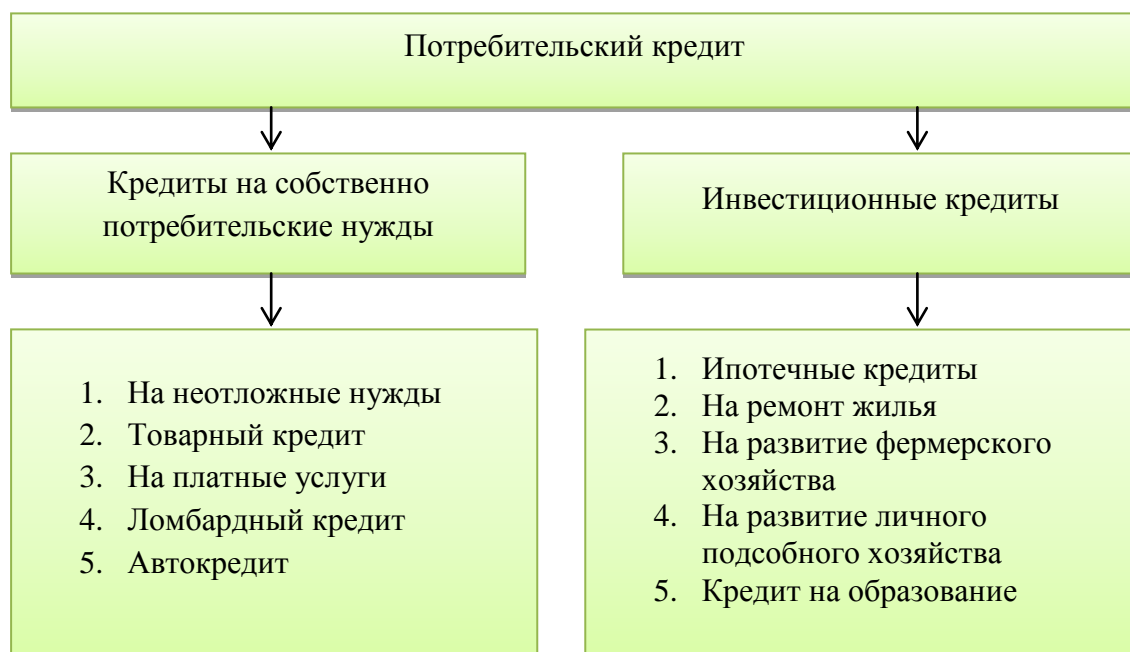 Потребительский кредит
Кредиты на собственно
потребительские нужды
Инвестиционные кредиты
1. На неотложные нужды
2. Товарный кредит
3. На платные услуги
4. Ломбардный кредит
5. Автокредит
1. Ипотечные кредиты
2. На ремонт жилья
3. На развитие фермерского
хозяйства
4. На развитие личного
подсобного хозяйства
5. Кредит на образование